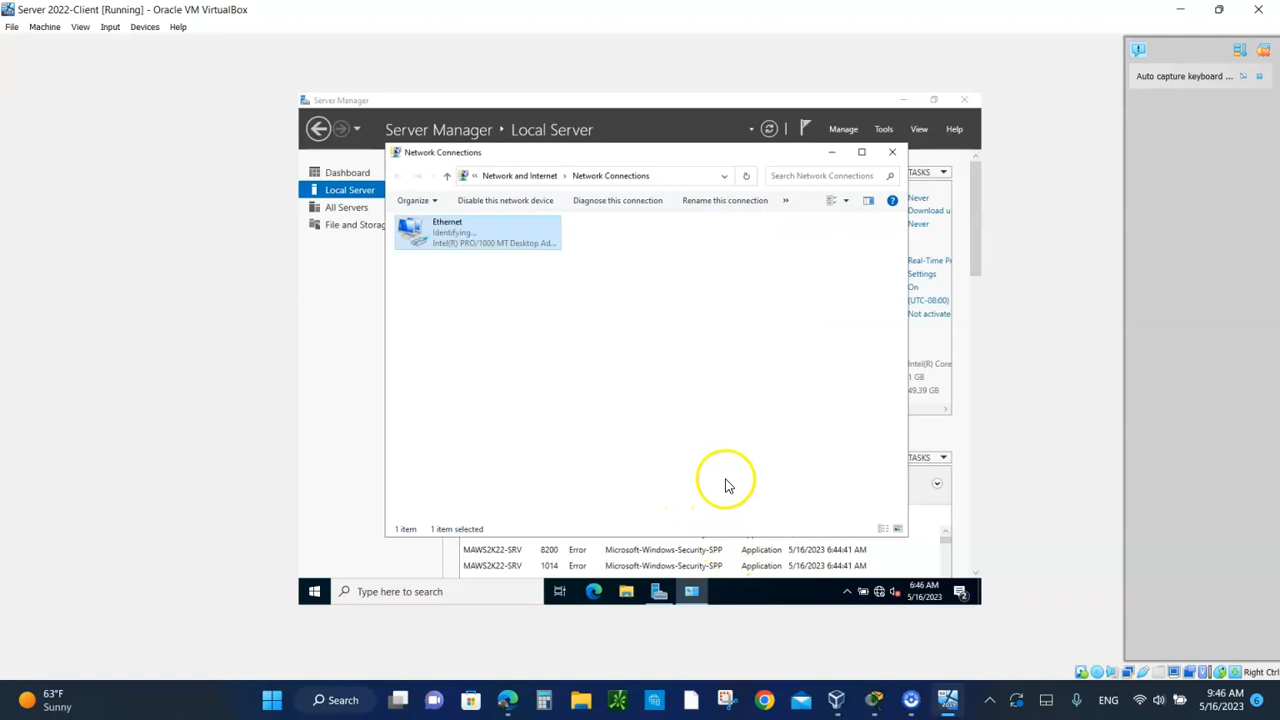 Server 2022-Client [Running] - Oracle VM VirtualBox
File Machine View Input Devices Help
Auto capture keyboard ...
Server Manager
Server Manager Local Server
Manage Tools View Help
Network Connections
Dashboard
Local Server
All Servers
File and Storag
« Network and Internet Network Connections
Search Network Connections
Organize Disable this network device Diagnose this connection Rename this connection »
Ethernet
Identifying...
Intel(R) PRO/1000 MT Desktop Ad...
TASKS
Never
Download u
Never
Real-Time Pr
Settings
On
(UTC-08:00)
Not activate
Intel(R) Core
1 GB
49.39 GB
TASKS
1 item 1 item selected
MAWS2K22-SRV 8200 Error Microsoft-Windows-Security-SPP Application 5/16/2023 6:44:41 AM
MAWS2K22-SRV 1014 Error Microsoft-Windows-Security-SPP Application 5/16/2023 6:44:41 AM
Type here to search
6:46 AM
5/16/2023
2
Right Ctrl
63°F
Sunny
Search
ENG
9:46 AM
5/16/2023